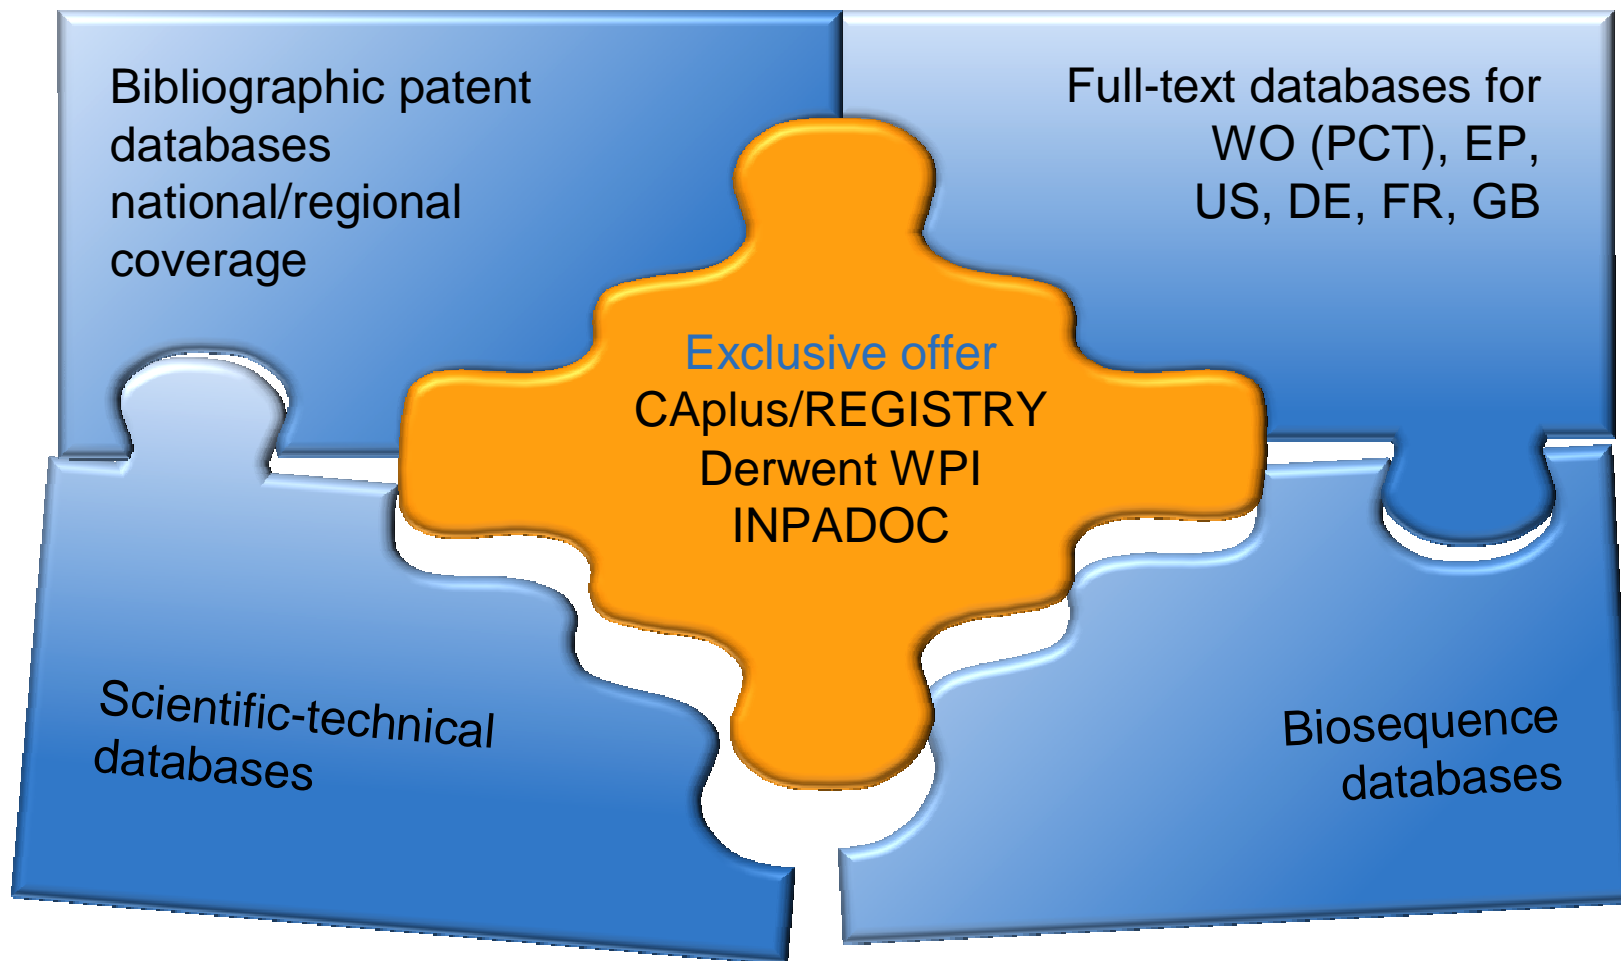 Bibliographic patent
databases
national/regional
coverage
Full-text databases for
WO (PCT), EP,
US, DE, FR, GB
Exclusive offer
CAplus/REGISTRY
Derwent WPI
INPADOC
Scientific-technical
databases
Biosequence
databases